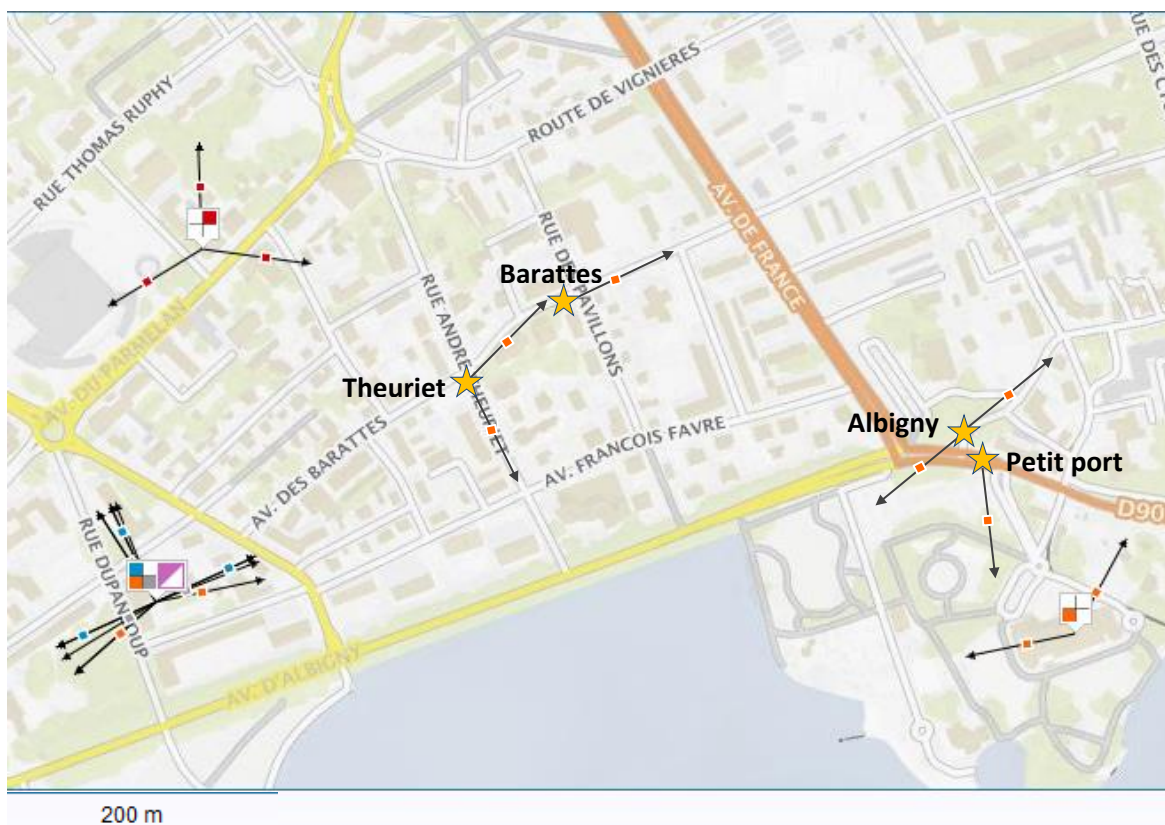 RUE THOMAS RUPHY
ROUTE DE VIGNIERES
RUE DES C
AV. DE FRANCE
RUE DES PAVILLONS
Barattes
RUE ANDRE THEURIET
AV. DU PARMELAN
Theuriet
AV. DES BARATTES
AV. FRANCOIS FAVRE
Albigny
Petit port
D90
RUE DUPANLOUP
AV. D'ALBIGNY
200 m